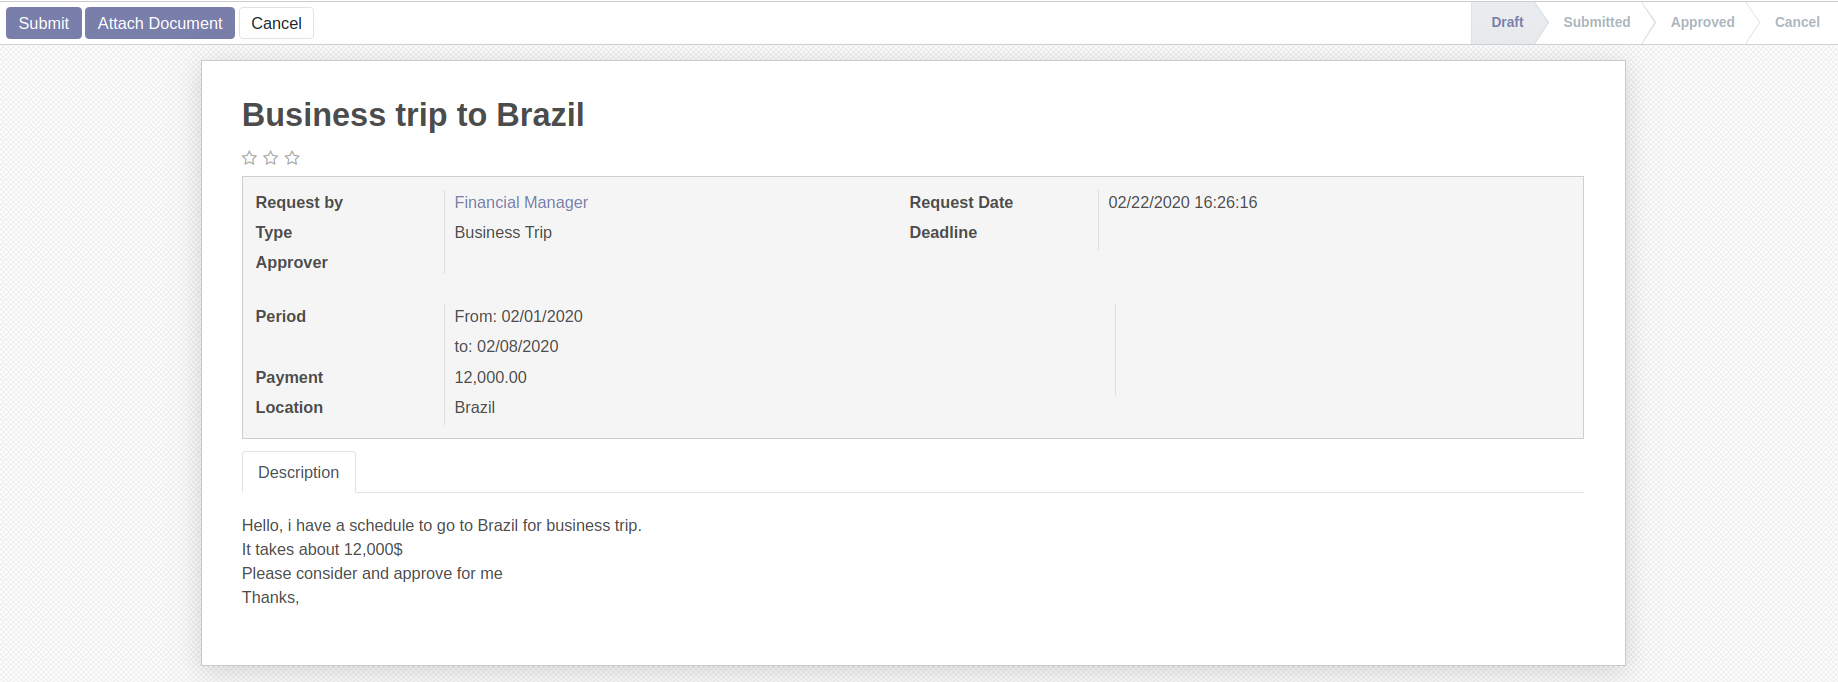 Submit Attach Document Cancel Draft Submitted Approved Cancel
Business trip to Brazil
Request by Financial Manager Request Date 02/22/2020 16:26:16
Type Business Trip Deadline
Approver
Period From: 02/01/2020
to: 02/08/2020
Payment 12,000.00
Location Brazil
Description
Hello, i have a schedule to go to Brazil for business trip.
It takes about 12,000$
Please consider and approve for me
Thanks,